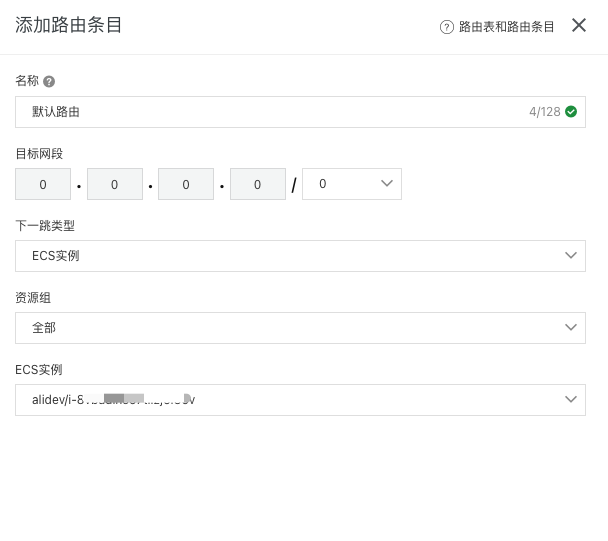 添加路由条目
路由表和路由条目
名称
默认路由 4/128
目标网段
0 . 0 . 0 . 0 / 0
下一跳类型
ECS实例
资源组
全部
ECS实例
alidev/i-8